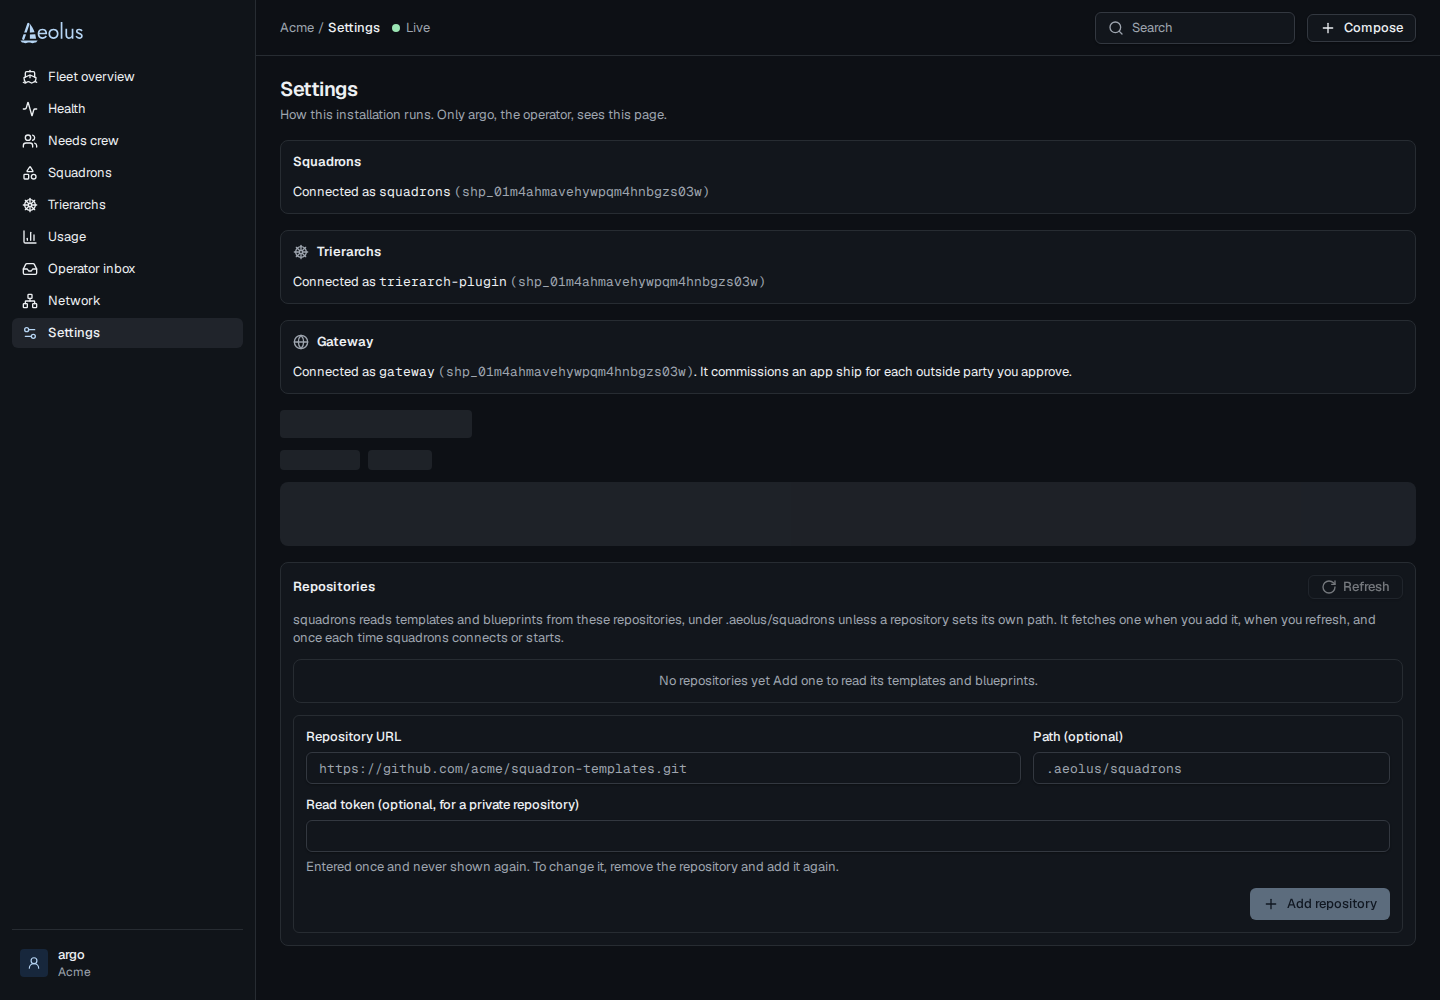 Aeolus
Fleet overview
Health
Needs crew
Squadrons
Trierarchs
Usage
Operator inbox
Network
Settings
argo
Acme
Acme / Settings Live
Search
Compose
Settings
How this installation runs. Only argo, the operator, sees this page.
Squadrons
Connected as squadrons (shp_01m4ahmavehywpqm4hnbgzs03w)
Trierarchs
Connected as trierarch-plugin (shp_01m4ahmavehywpqm4hnbgzs03w)
Gateway
Connected as gateway (shp_01m4ahmavehywpqm4hnbgzs03w). It commissions an app ship for each outside party you approve.
Repositories
Refresh
squadrons reads templates and blueprints from these repositories, under .aeolus/squadrons unless a repository sets its own path. It fetches one when you add it, when you refresh, and
once each time squadrons connects or starts.
No repositories yet Add one to read its templates and blueprints.
Repository URL
Path (optional)
https://github.com/acme/squadron-templates.git
.aeolus/squadrons
Read token (optional, for a private repository)
Entered once and never shown again. To change it, remove the repository and add it again.
Add repository